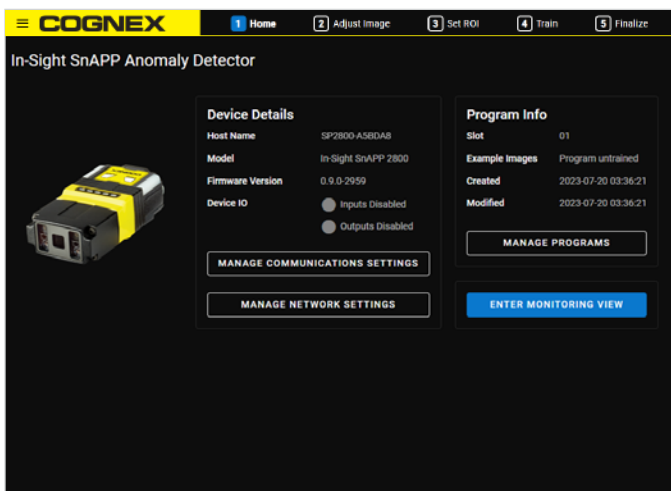 COGNEX
1 Home
2 Adjust Image
3 Set ROI
4 Train
5 Finalize
In-Sight SnAPP Anomaly Detector
Device Details
Host Name SP2800-A5BDA8
Model In-Sight SnAPP 2800
Firmware Version 0.9.0-2959
Device IO Inputs Disabled
Outputs Disabled
MANAGE COMMUNICATIONS SETTINGS
MANAGE NETWORK SETTINGS
Program Info
Slot 01
Example Images Program untrained
Created 2023-07-20 03:36:21
Modified 2023-07-20 03:36:21
MANAGE PROGRAMS
ENTER MONITORING VIEW